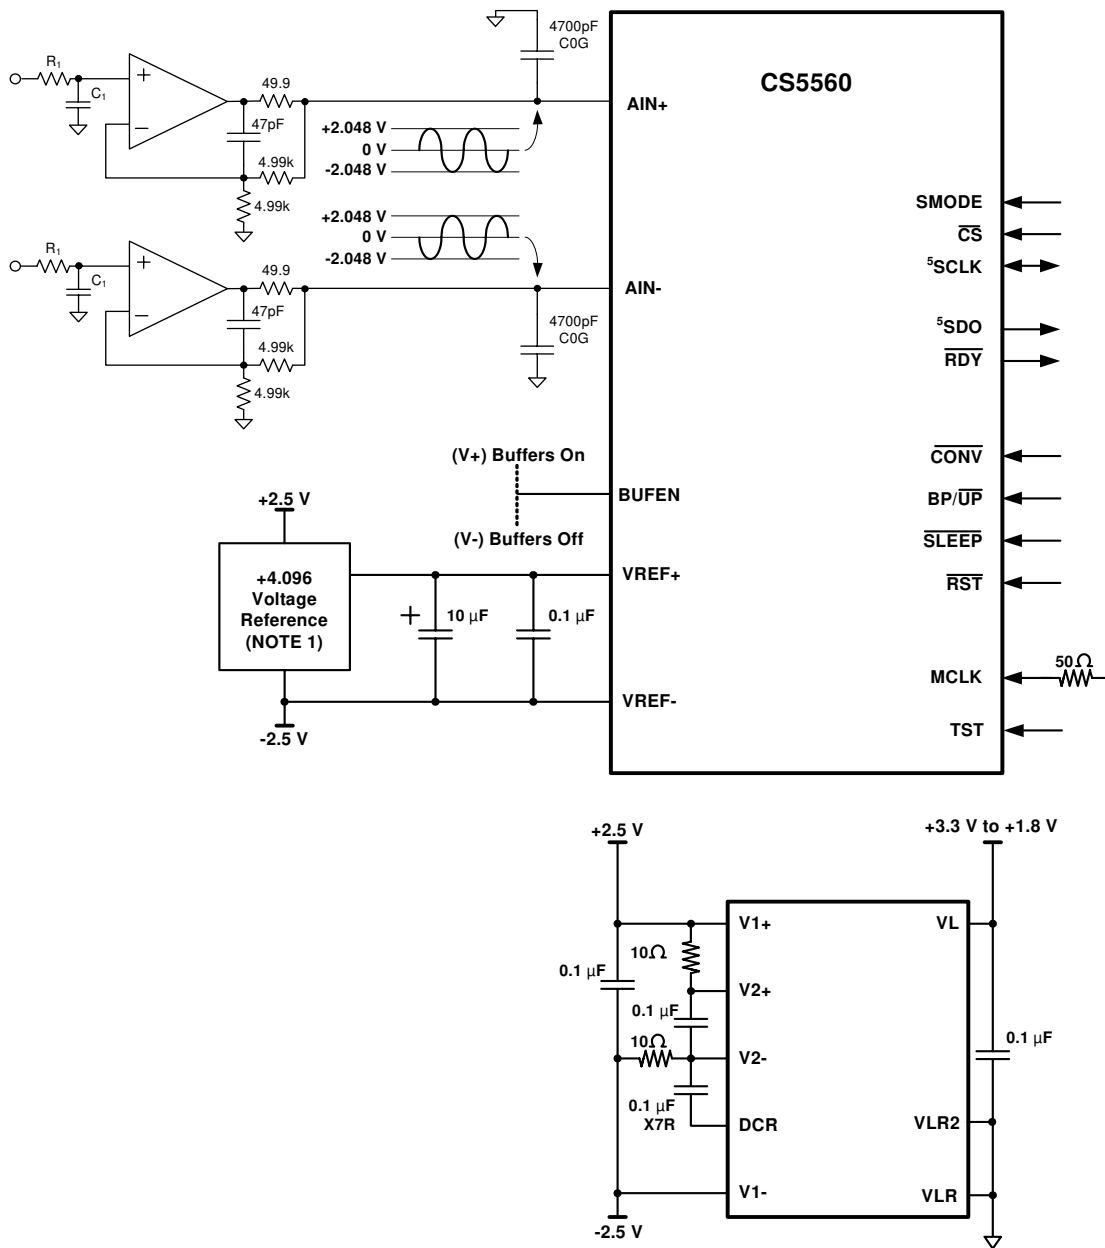 4700pF
C0G
CS5560
R1
C1
49.9
47pF
4.99k
4.99k
+2.048 V
0 V
-2.048 V
AIN+
+2.048 V
0 V
-2.048 V
R1
C1
49.9
47pF
4.99k
4.99k
4700pF
C0G
AIN-
SMODE
CS
5SCLK
5SDO
RDY
(V+) Buffers On
BUFEN
(V-) Buffers Off
CONV
BP/UP
SLEEP
RST
+2.5 V
+4.096
Voltage
Reference
(NOTE 1)
-2.5 V
+
10 µF
0.1 µF
VREF+
VREF-
50Ω
MCLK
TST
+2.5 V
+3.3 V to +1.8 V
V1+
VL
10Ω
0.1 µF
V2+
0.1 µF
10Ω
V2-
0.1 µF
0.1 µF
X7R
DCR
VLR2
V1-
VLR
-2.5 V